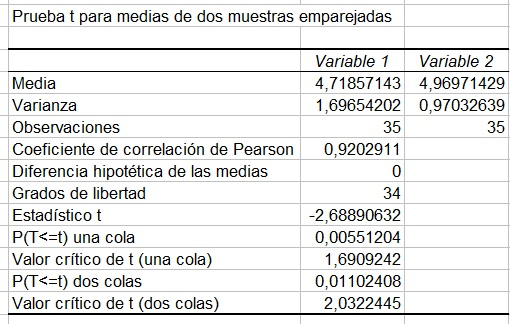 Prueba t para medias de dos muestras emparejadas
Variable 1 Variable 2
Media 4,71857143 4,96971429
Varianza 1,69654202 0,97032639
Observaciones 35 35
Coeficiente de correlación de Pearson 0,9202911
Diferencia hipotética de las medias 0
Grados de libertad 34
Estadístico t -2,68890632
P(T<=t) una cola 0,00551204
Valor crítico de t (una cola) 1,6909242
P(T<=t) dos colas 0,01102408
Valor crítico de t (dos colas) 2,0322445